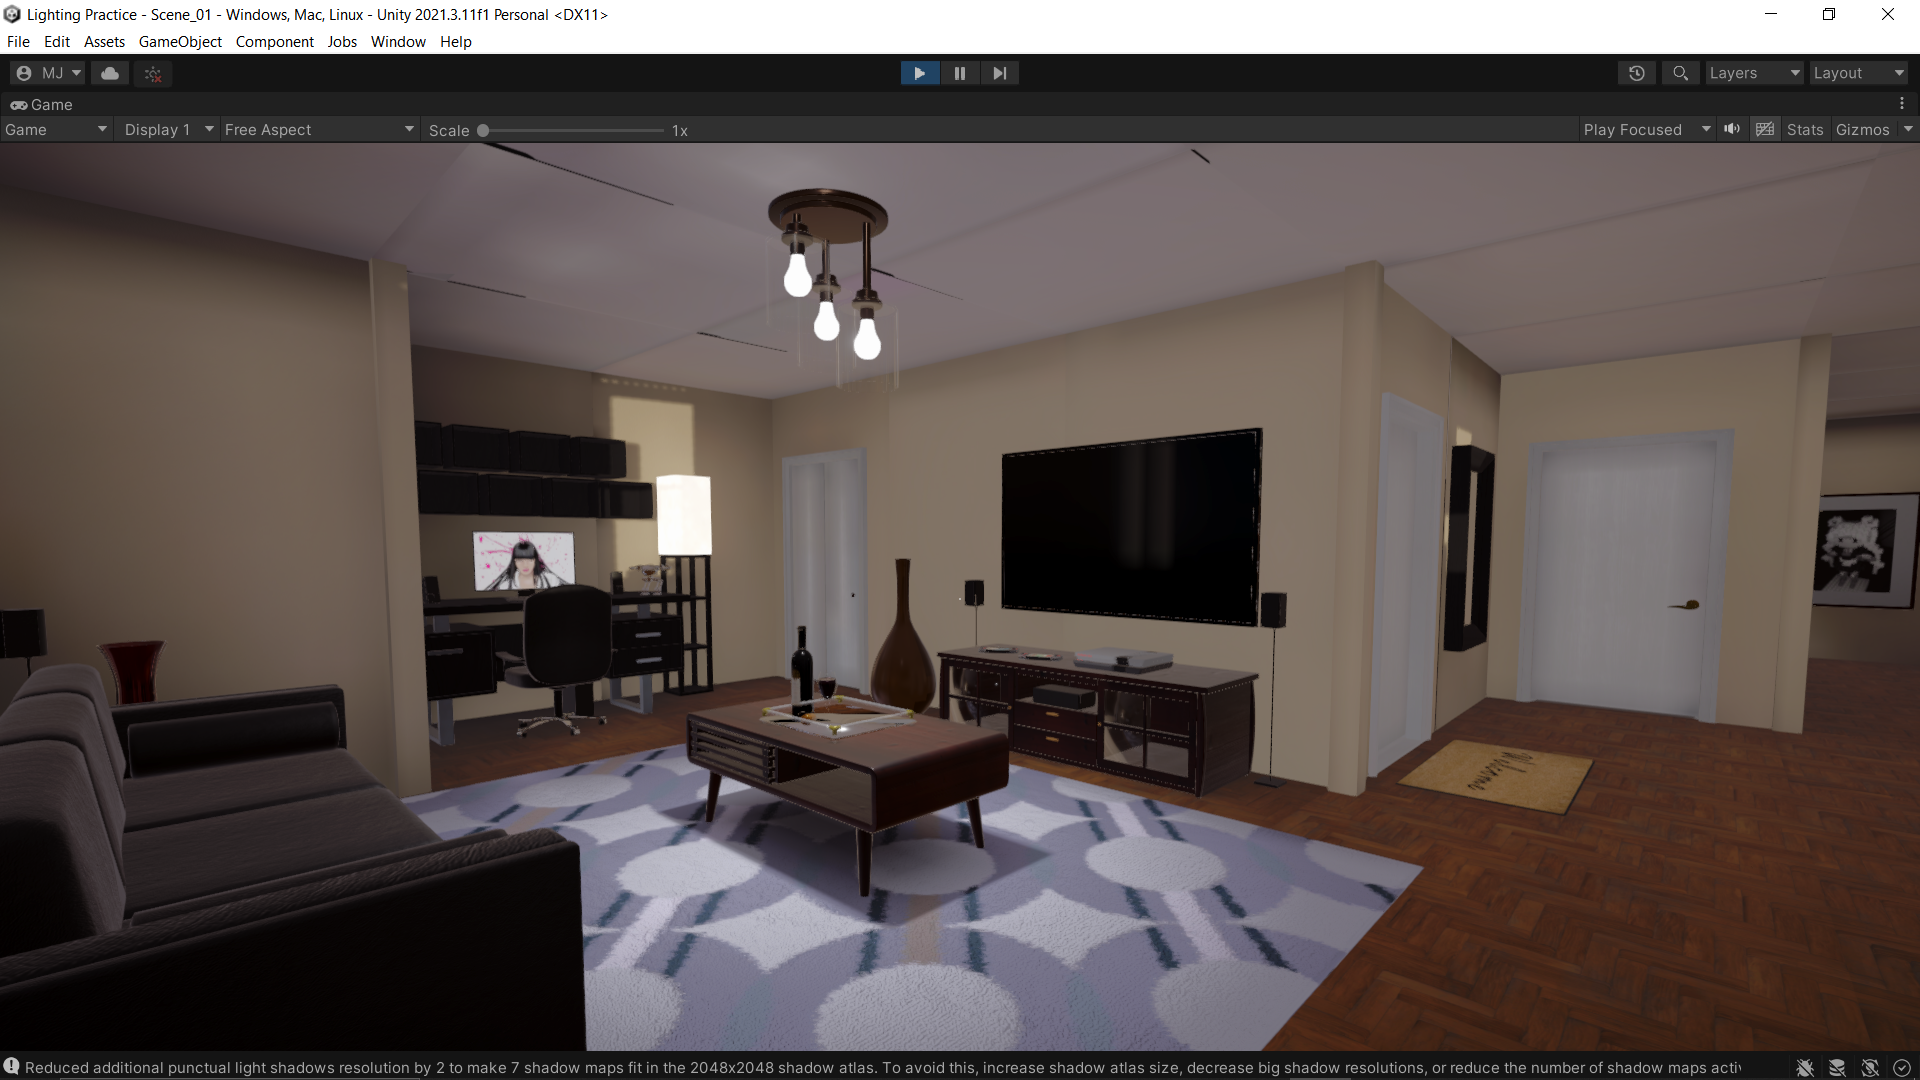 Lighting Practice - Scene_01 - Windows, Mac, Linux - Unity 2021.3.11f1 Personal <DX11>
File Edit Assets GameObject Component Jobs Window Help
MJ Layers Layout
Game
Game Display 1 Free Aspect Scale 1x Play Focused Stats Gizmos
Welcome
Reduced additional punctual light shadows resolution by 2 to make 7 shadow maps fit in the 2048x2048 shadow atlas. To avoid this, increase shadow atlas size, decrease big shadow resolutions, or reduce the number of shadow maps acti